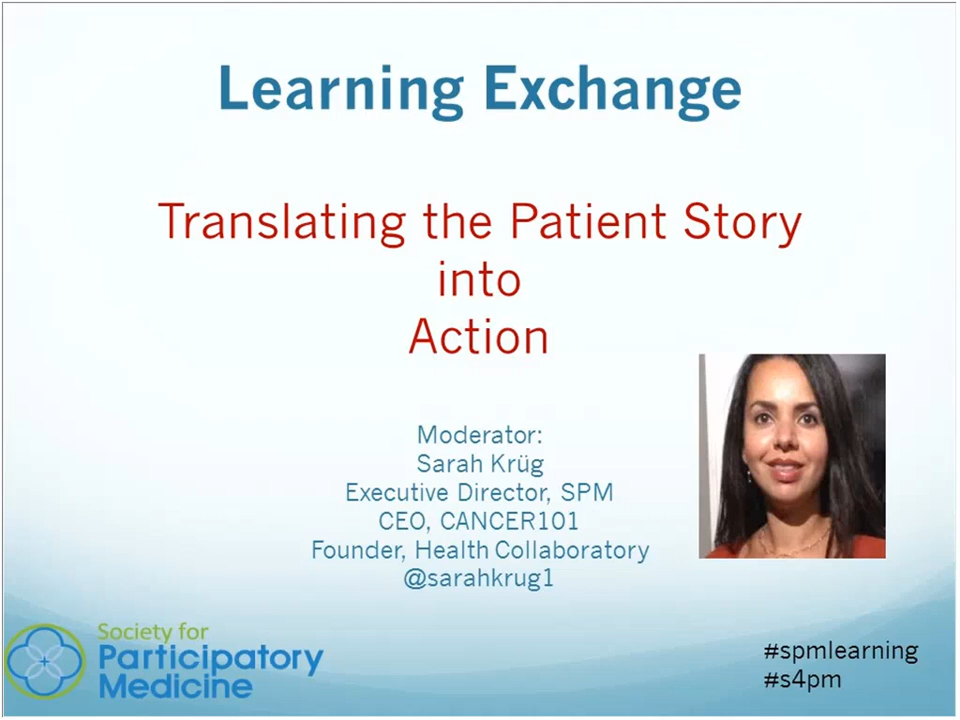 Learning Exchange
Translating the Patient Story
into
Action
Moderator:
Sarah Krüg
Executive Director, SPM
CEO, CANCER101
Founder, Health Collaboratory
@sarahkrug1
Society for
Participatory
Medicine
#spmlearning
#s4pm